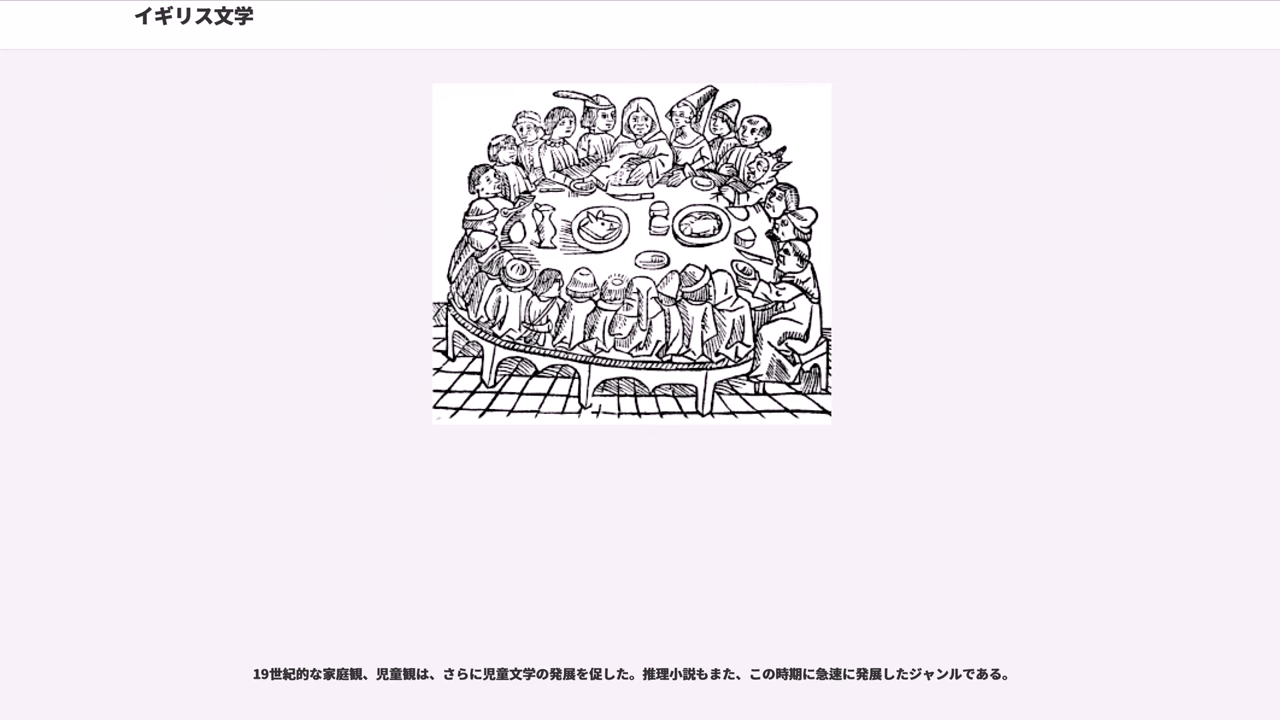 イギリス文学
19世紀的な家庭観、児童観は、さらに児童文学の発展を促した。推理小説もまた、この時期に急速に発展したジャンルである。